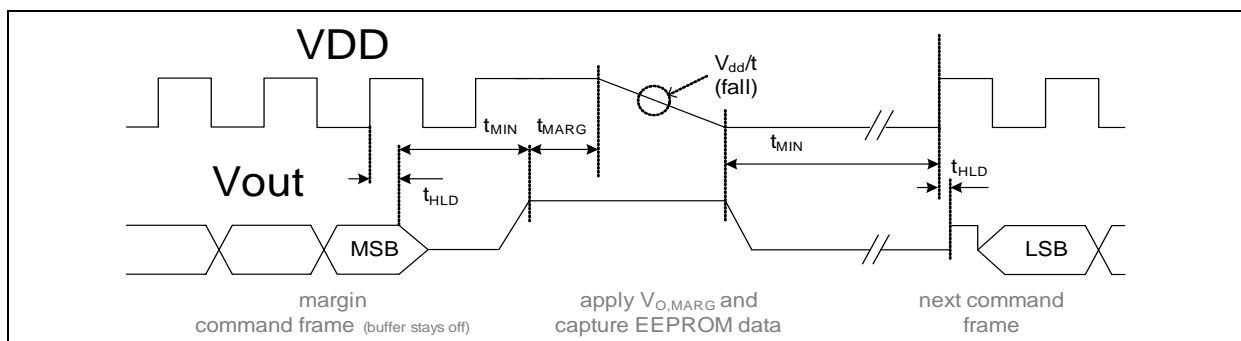 VDD
Vdd/t
(fall)
tMIN
tMARG
tMIN
Vout
tHLD
tHLD
MSB
LSB
margin
command frame (buffer stays off)
apply VO,MARG and
capture EEPROM data
next command
frame